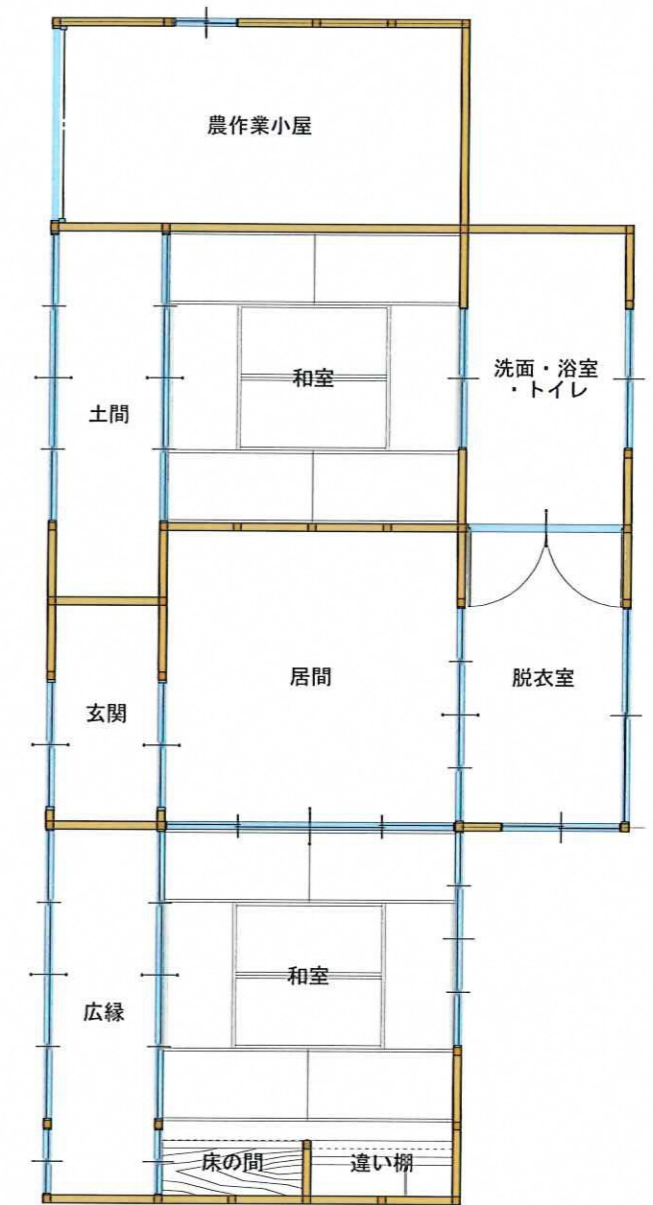 農作業小屋
和室
洗面・浴室
・トイレ
土間
居間
脱衣室
玄関
和室
広縁
床の間
違い棚